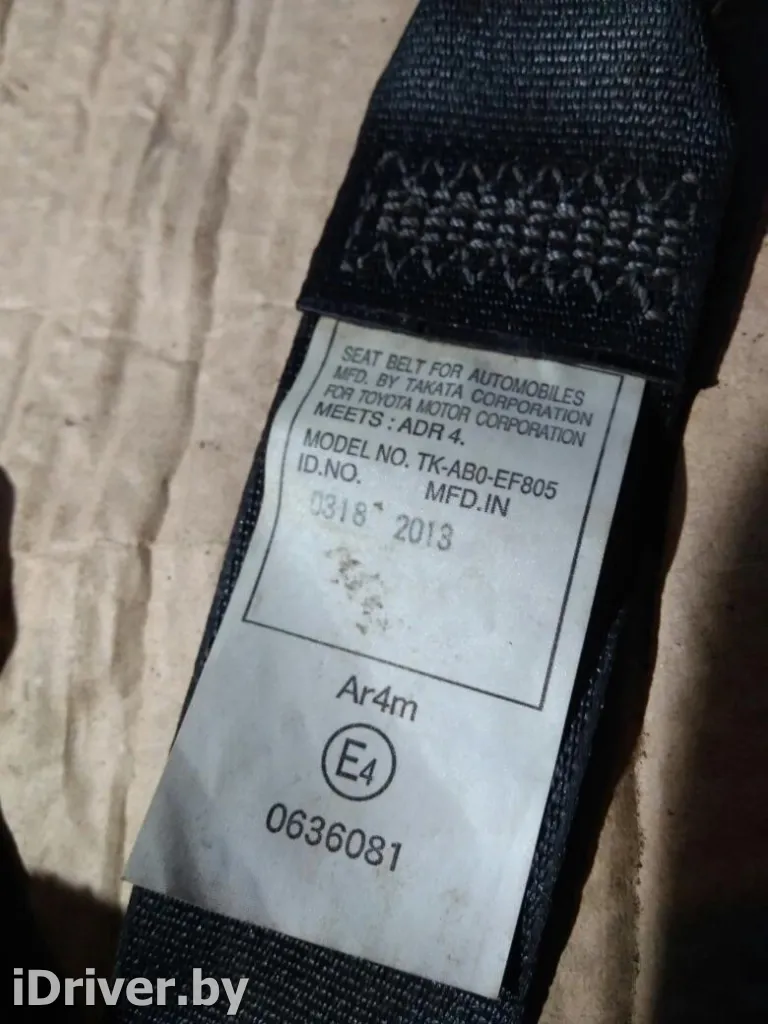 SEAT BELT FOR AUTOMOBILES
MFD. BY TAKATA CORPORATION
FOR TOYOTA MOTOR CORPORATION
MEETS : ADR 4.
MODEL NO. TK-AB0-EF805
ID.NO. MFD.IN
0318 2013
Ar4m
E4
0636081
iDriver.by